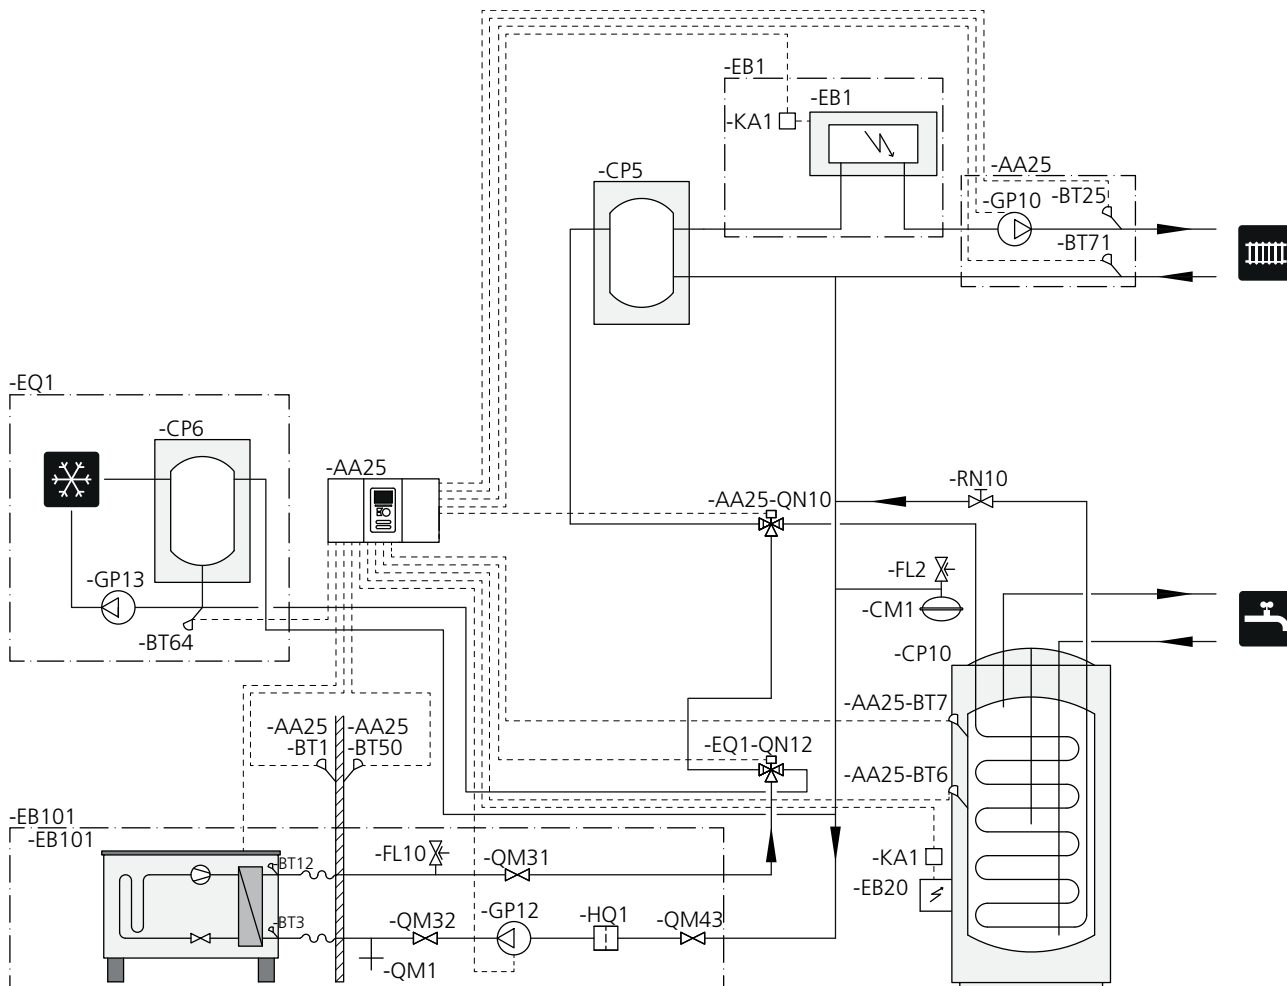 -EB1
-EB1
-KA1
-CP5
-AA25
-GP10
-BT25
-BT71
-EQ1
-CP6
-AA25
-AA25-QN10
-RN10
-GP13
-FL2
-CM1
-BT64
-CP10
-AA25
-BT1
-AA25
-BT50
-AA25-BT7
-EQ1-QN12
-AA25-BT6
-EB101
-EB101
-BT12
-FL10
-QM31
-KA1
-EB20
-BT3
-QM32
-GP12
-HQ1
-QM43
-QM1